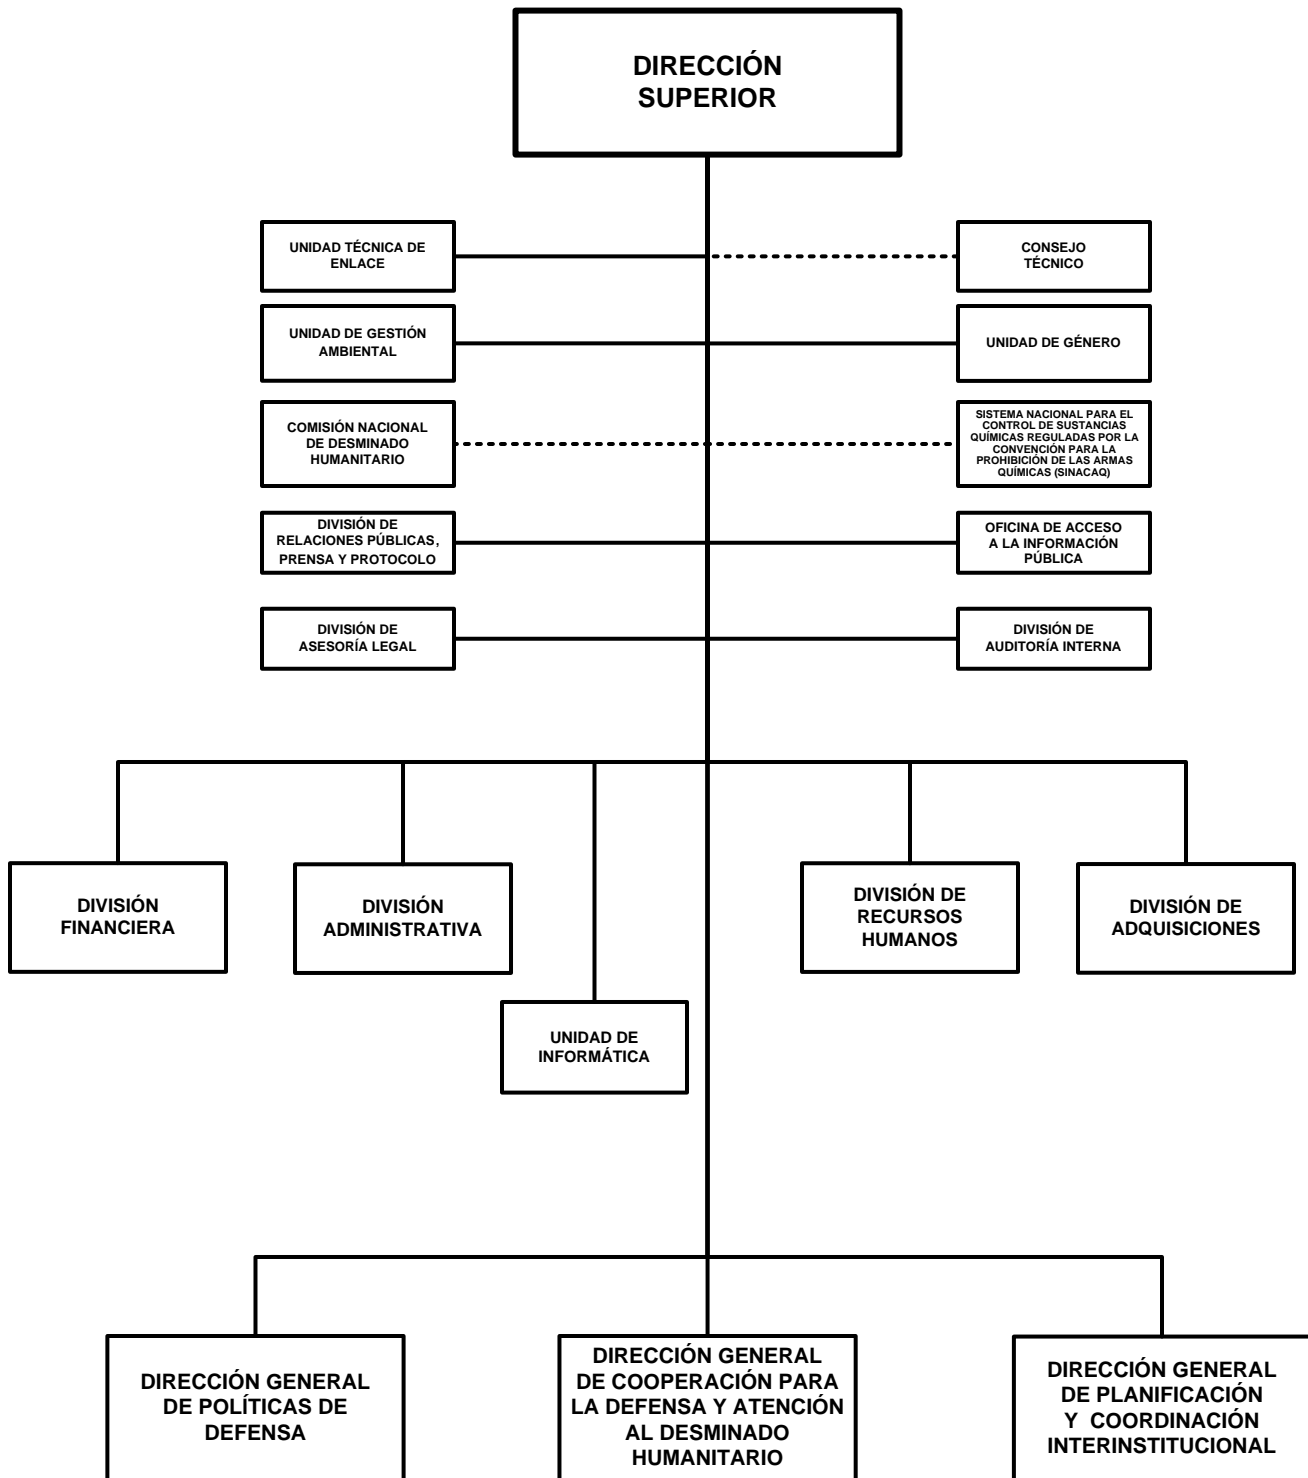 DIRECCIÓN
SUPERIOR
UNIDAD TÉCNICA DE
ENLACE
CONSEJO
TÉCNICO
UNIDAD DE GESTIÓN
AMBIENTAL
UNIDAD DE GÉNERO
COMISIÓN NACIONAL
DE DESMINADO
HUMANITARIO
SISTEMA NACIONAL PARA EL
CONTROL DE SUSTANCIAS
QUÍMICAS REGULADAS POR LA
CONVENCIÓN PARA LA
PROHIBICIÓN DE LAS ARMAS
QUÍMICAS (SINACAQ)
DIVISIÓN DE
RELACIONES PÚBLICAS,
PRENSA Y PROTOCOLO
OFICINA DE ACCESO
A LA INFORMACIÓN
PÚBLICA
DIVISIÓN DE
ASESORÍA LEGAL
DIVISIÓN DE
AUDITORÍA INTERNA
DIVISIÓN
FINANCIERA
DIVISIÓN
ADMINISTRATIVA
DIVISIÓN DE
RECURSOS
HUMANOS
DIVISIÓN DE
ADQUISICIONES
UNIDAD DE
INFORMÁTICA
DIRECCIÓN GENERAL
DE POLÍTICAS DE
DEFENSA
DIRECCIÓN GENERAL
DE COOPERACIÓN PARA
LA DEFENSA Y ATENCIÓN
AL DESMINADO
HUMANITARIO
DIRECCIÓN GENERAL
DE PLANIFICACIÓN
Y COORDINACIÓN
INTERINSTITUCIONAL